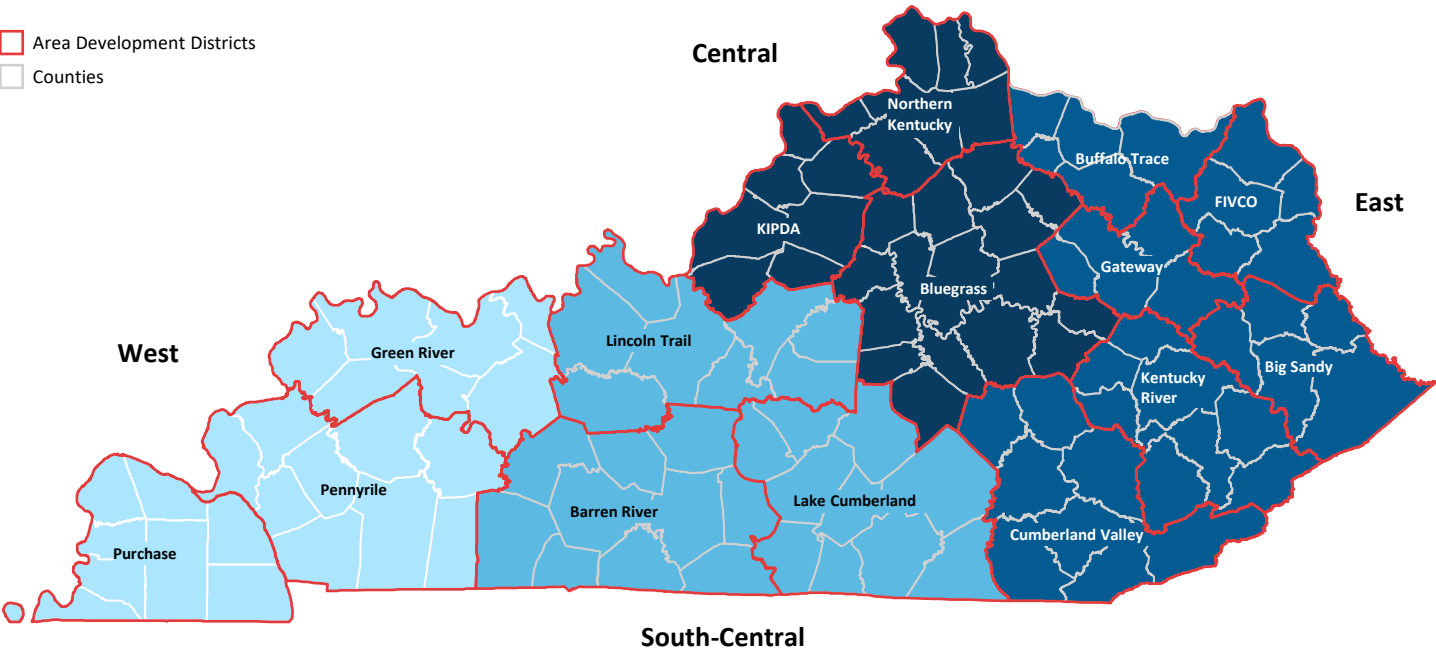 Area Development Districts
Counties
Central
Northern
Kentucky
Buffalo Trace
FIVCO
East
KIPDA
Gateway
Bluegrass
West
Green River
Lincoln Trail
Big Sandy
Kentucky
River
Pennyrile
Barren River
Lake Cumberland
Cumberland Valley
Purchase
South-Central